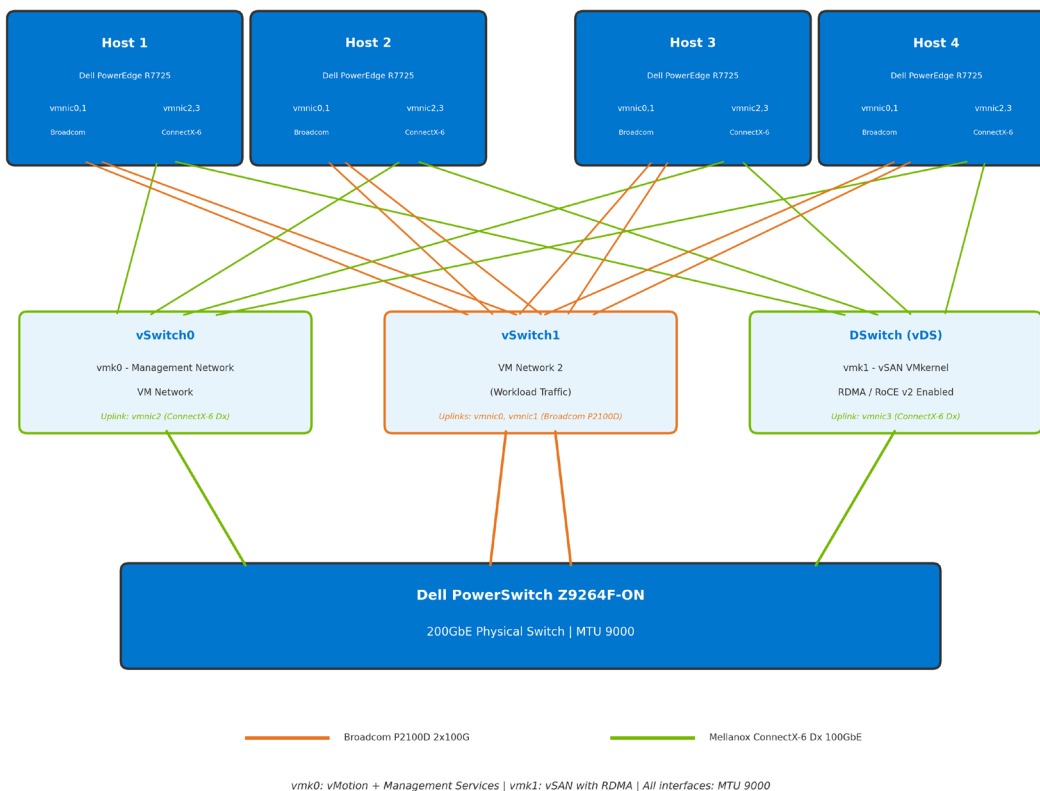 Host 1
Dell PowerEdge R7725
vmnic0,1
vmnic2,3
Broadcom
ConnectX-6
Host 2
Dell PowerEdge R7725
vmnic0,1
vmnic2,3
Broadcom
ConnectX-6
Host 3
Dell PowerEdge R7725
vmnic0,1
vmnic2,3
Broadcom
ConnectX-6
Host 4
Dell PowerEdge R7725
vmnic0,1
vmnic2,3
Broadcom
ConnectX-6
vSwitch0
vmk0 - Management Network
VM Network
Uplink: vmnic2 (ConnectX-6 Dx)
vSwitch1
VM Network 2
(Workload Traffic)
Uplinks: vmnic0, vmnic1 (Broadcom P2100D)
DSwitch (vDS)
vmk1 - vSAN VMkernel
RDMA / RoCE v2 Enabled
Uplink: vmnic3 (ConnectX-6 Dx)
Dell PowerSwitch Z9264F-ON
200GbE Physical Switch | MTU 9000
Broadcom P2100D 2x100G
Mellanox ConnectX-6 Dx 100GbE
vmk0: vMotion + Management Services | vmk1: vSAN with RDMA | All interfaces: MTU 9000